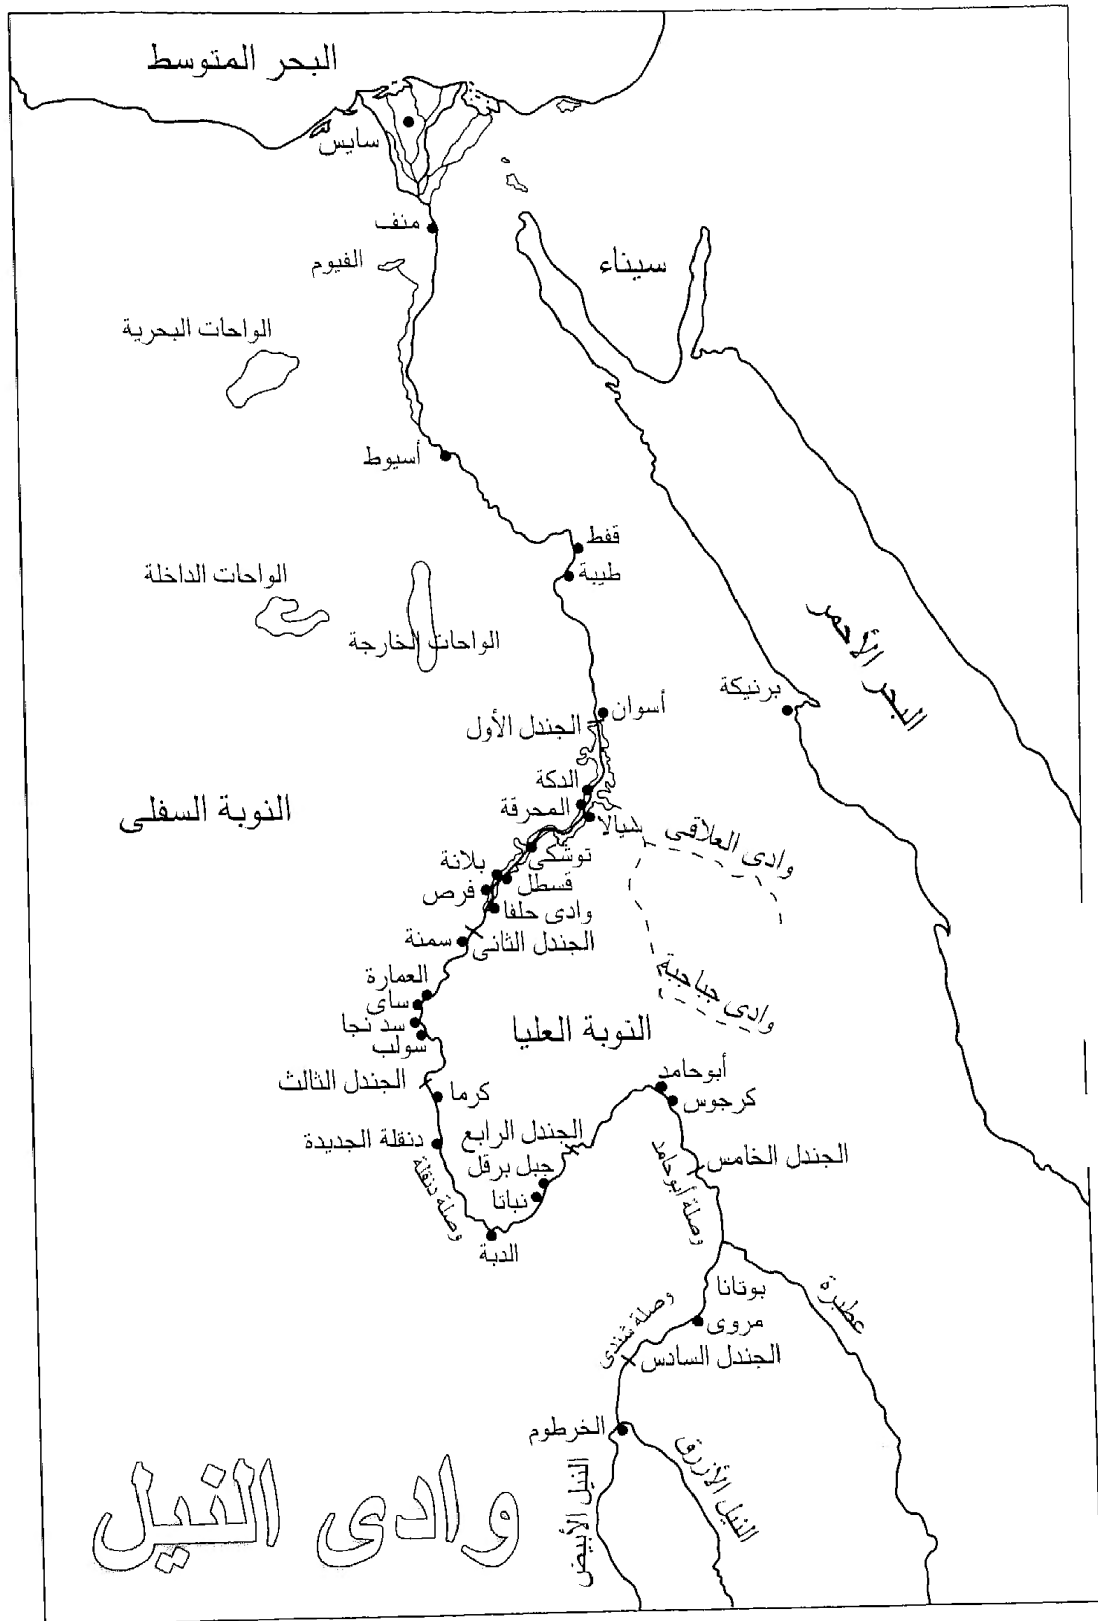 البحر المتوسط
سايس
منف
الفيوم
سيناء
الواحات البحرية
أسيوط
قفط
طيبة
الواحات الداخلة
الواحات الخارجة
البحر الأحمر
برنيكة
أسوان
الجندل الأول
الدكة
المحرقة
سيالا
النوبة السفلى
وادى العلاقى
توشكى
بلانة
قسطل
فرص
وادى حلفا
سمنة
الجندل الثانى
العمارة
ساى
سد نجا
سولب
وادى جباجبة
النوبة العليا
الجندل الثالث
كرما
أبوحامد
كرجوس
دنقلة الجديدة
الجندل الرابع
الجندل الخامس
جبل برقل
نباتا
وصلة دنقلة
وصلة أبوحامد
الدبة
بوتانا
عطبرة
مروى
وصلة شندى
الجندل السادس
الخرطوم
النيل الأزرق
النيل الأبيض
وادى النيل